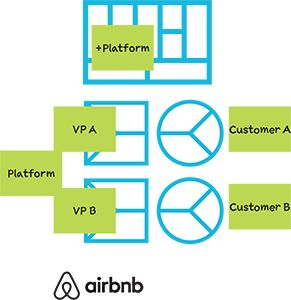 +Platform
VP A
Customer A
Platform
VP B
Customer B
airbnb